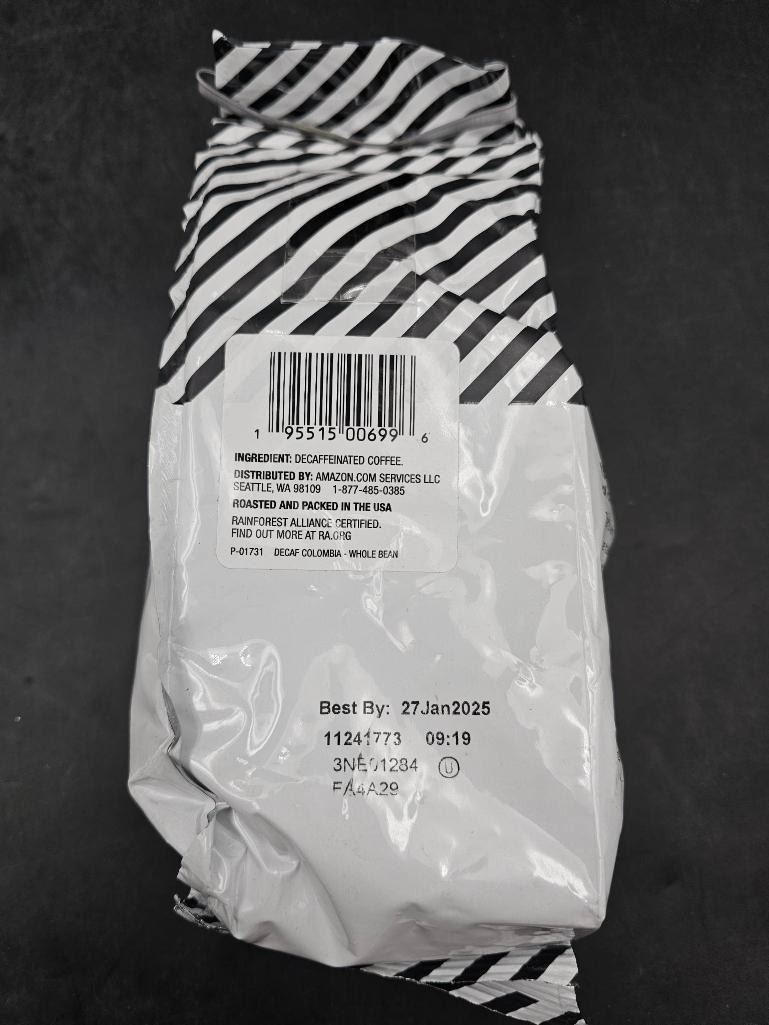 1 95515 00699 6
INGREDIENT: DECAFFEINATED COFFEE.
DISTRIBUTED BY: AMAZON.COM SERVICES LLC
SEATTLE, WA 98109 1-877-485-0385
ROASTED AND PACKED IN THE USA
RAINFOREST ALLIANCE CERTIFIED.
FIND OUT MORE AT RA.ORG
P-01731 DECAF COLOMBIA - WHOLE BEAN
Best By: 27Jan2025
11241773 09:19
3NE01284 U
FA4A29